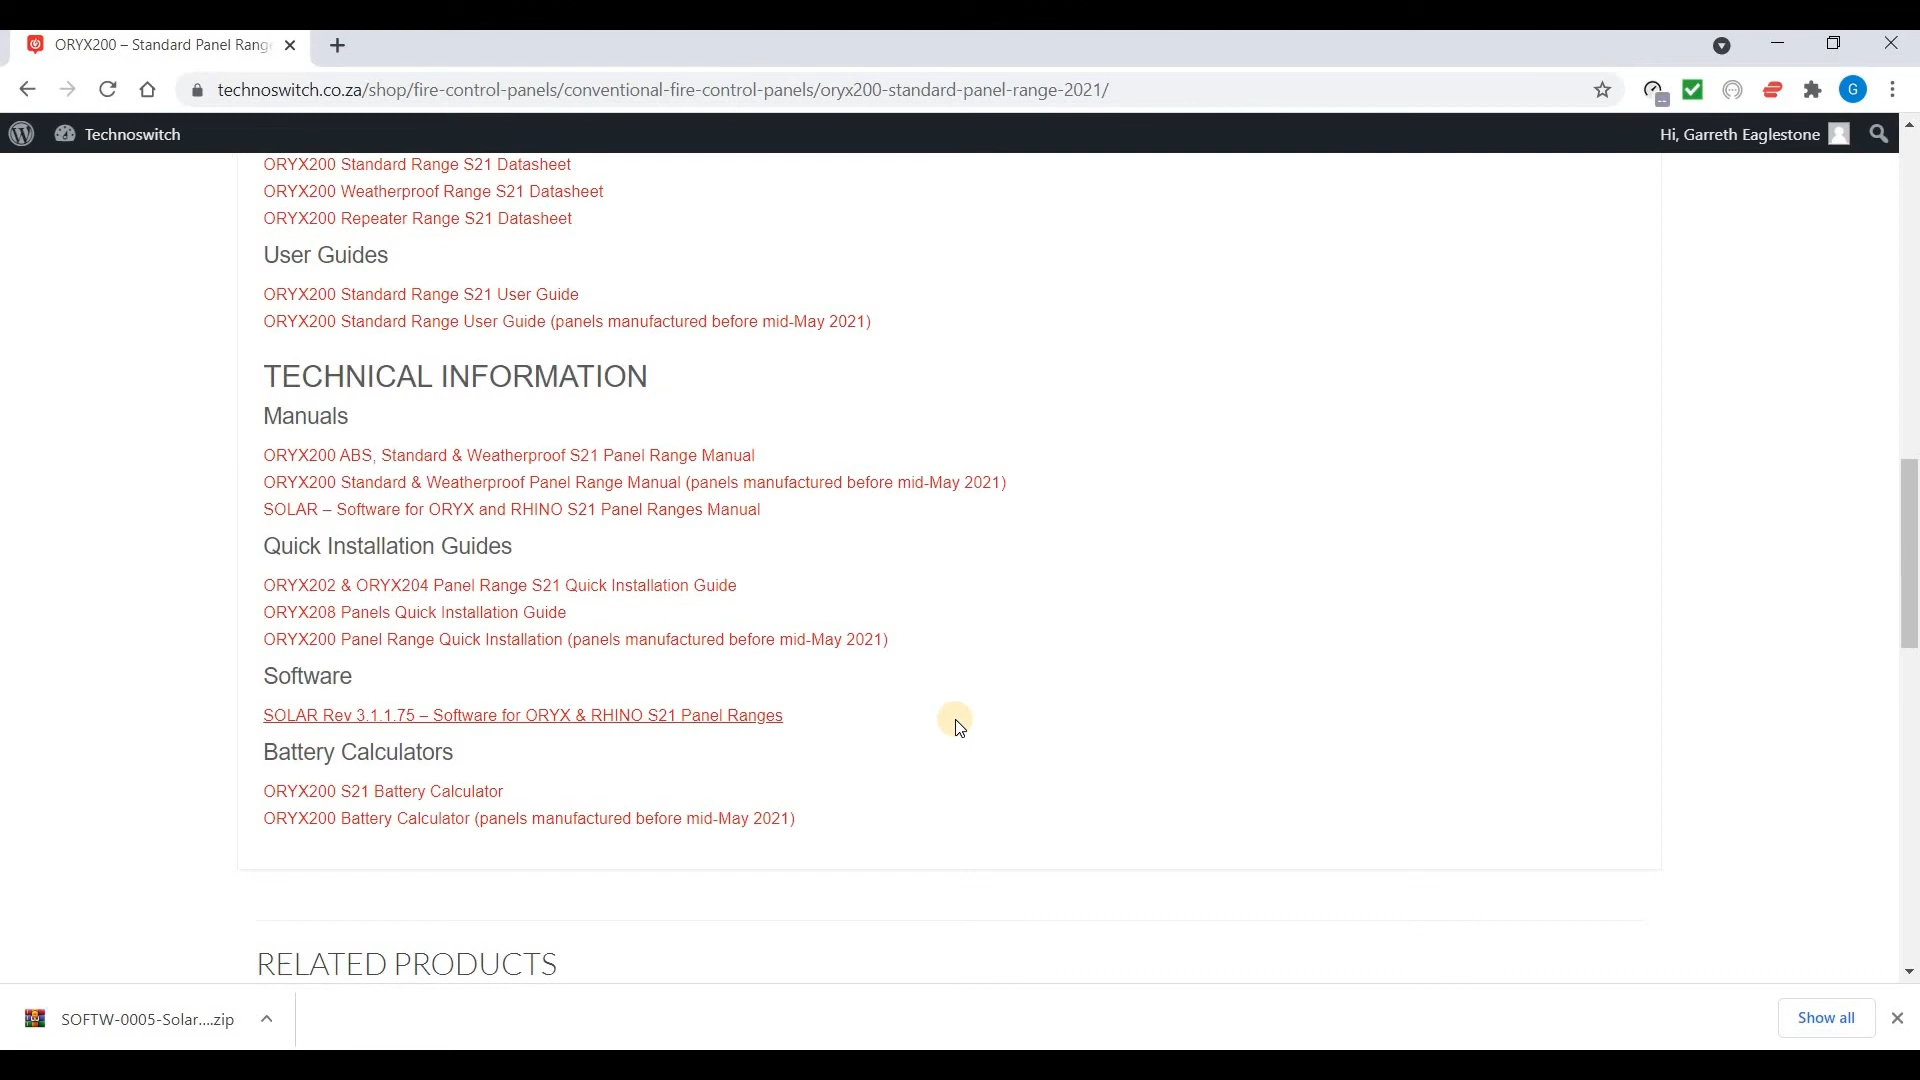 ORYX200 – Standard Panel Rang
technoswitch.co.za/shop/fire-control-panels/conventional-fire-control-panels/oryx200-standard-panel-range-2021/
G
Technoswitch
Hi, Garreth Eaglestone
ORYX200 Standard Range S21 Datasheet
ORYX200 Weatherproof Range S21 Datasheet
ORYX200 Repeater Range S21 Datasheet
User Guides
ORYX200 Standard Range S21 User Guide
ORYX200 Standard Range User Guide (panels manufactured before mid-May 2021)
TECHNICAL INFORMATION
Manuals
ORYX200 ABS, Standard & Weatherproof S21 Panel Range Manual
ORYX200 Standard & Weatherproof Panel Range Manual (panels manufactured before mid-May 2021)
SOLAR – Software for ORYX and RHINO S21 Panel Ranges Manual
Quick Installation Guides
ORYX202 & ORYX204 Panel Range S21 Quick Installation Guide
ORYX208 Panels Quick Installation Guide
ORYX200 Panel Range Quick Installation (panels manufactured before mid-May 2021)
Software
SOLAR Rev 3.1.1.75 – Software for ORYX & RHINO S21 Panel Ranges
Battery Calculators
ORYX200 S21 Battery Calculator
ORYX200 Battery Calculator (panels manufactured before mid-May 2021)
RELATED PRODUCTS
SOFTW-0005-Solar....zip
Show all